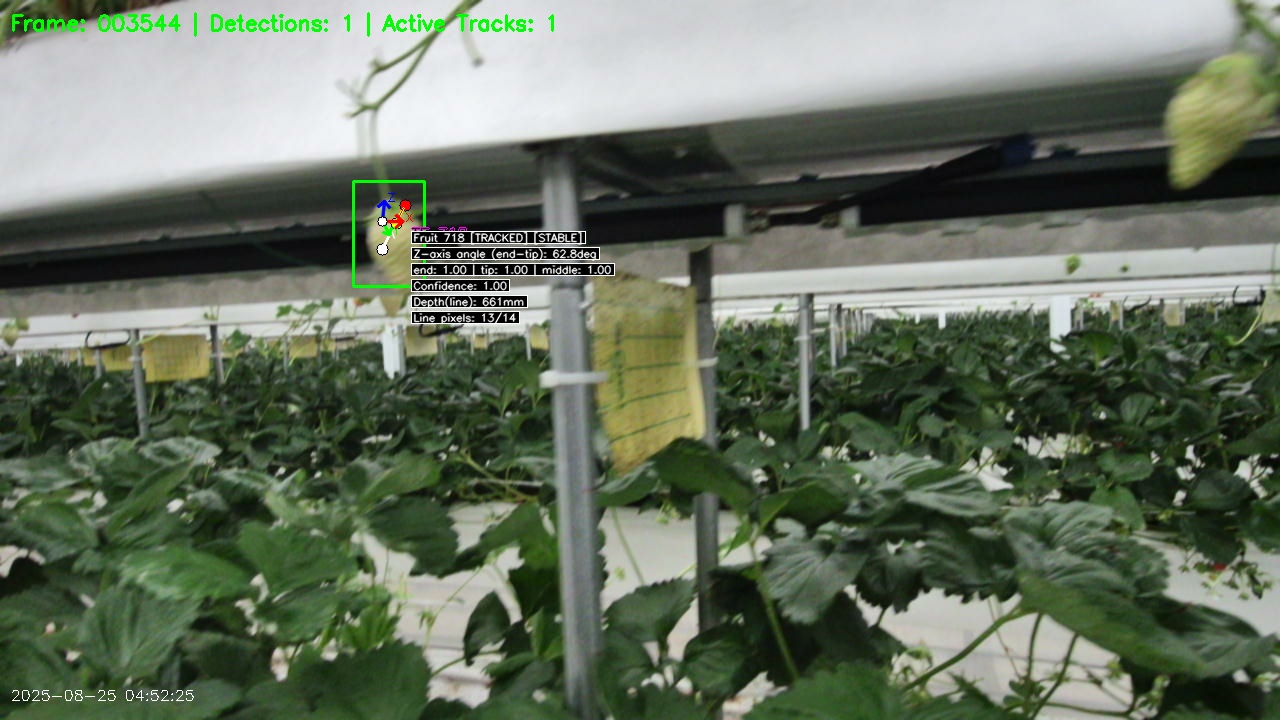 Frame: 003544 | Detections: 1 | Active Tracks: 1
Z
X
Fruit 718 [TRACKED] [STABLE]
Z-axis angle (end-tip): 62.8deg
end: 1.00 | tip: 1.00 | middle: 1.00
Confidence: 1.00
Depth(line): 661mm
Line pixels: 13/14
2025-08-25 04:52:25